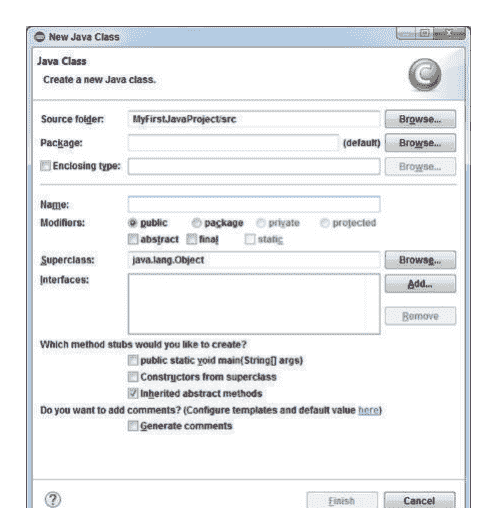 New Java Class
Java Class
Create a new Java class.
Source folder: MyFirstJavaProject/src Browse...
Package: (default) Browse...
Enclosing type: Browse...
Name:
Modifiers: public package private protected
abstract final static
Superclass: java.lang.Object Browse...
Interfaces: Add...
Remove
Which method stubs would you like to create?
public static void main(String[] args)
Constructors from superclass
Inherited abstract methods
Do you want to add comments? (Configure templates and default value here)
Generate comments
? Finish Cancel